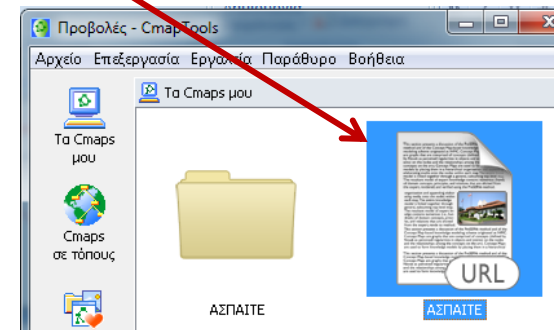 Προβολές - CmapTools
Αρχείο Επεξεργασία Εργαλεία Παράθυρο Βοήθεια
Τα Cmaps μου
Τα Cmaps
μου
Cmaps
σε τόπους
URL
ΑΣΠΑΙΤΕ
ΑΣΠΑΙΤΕ